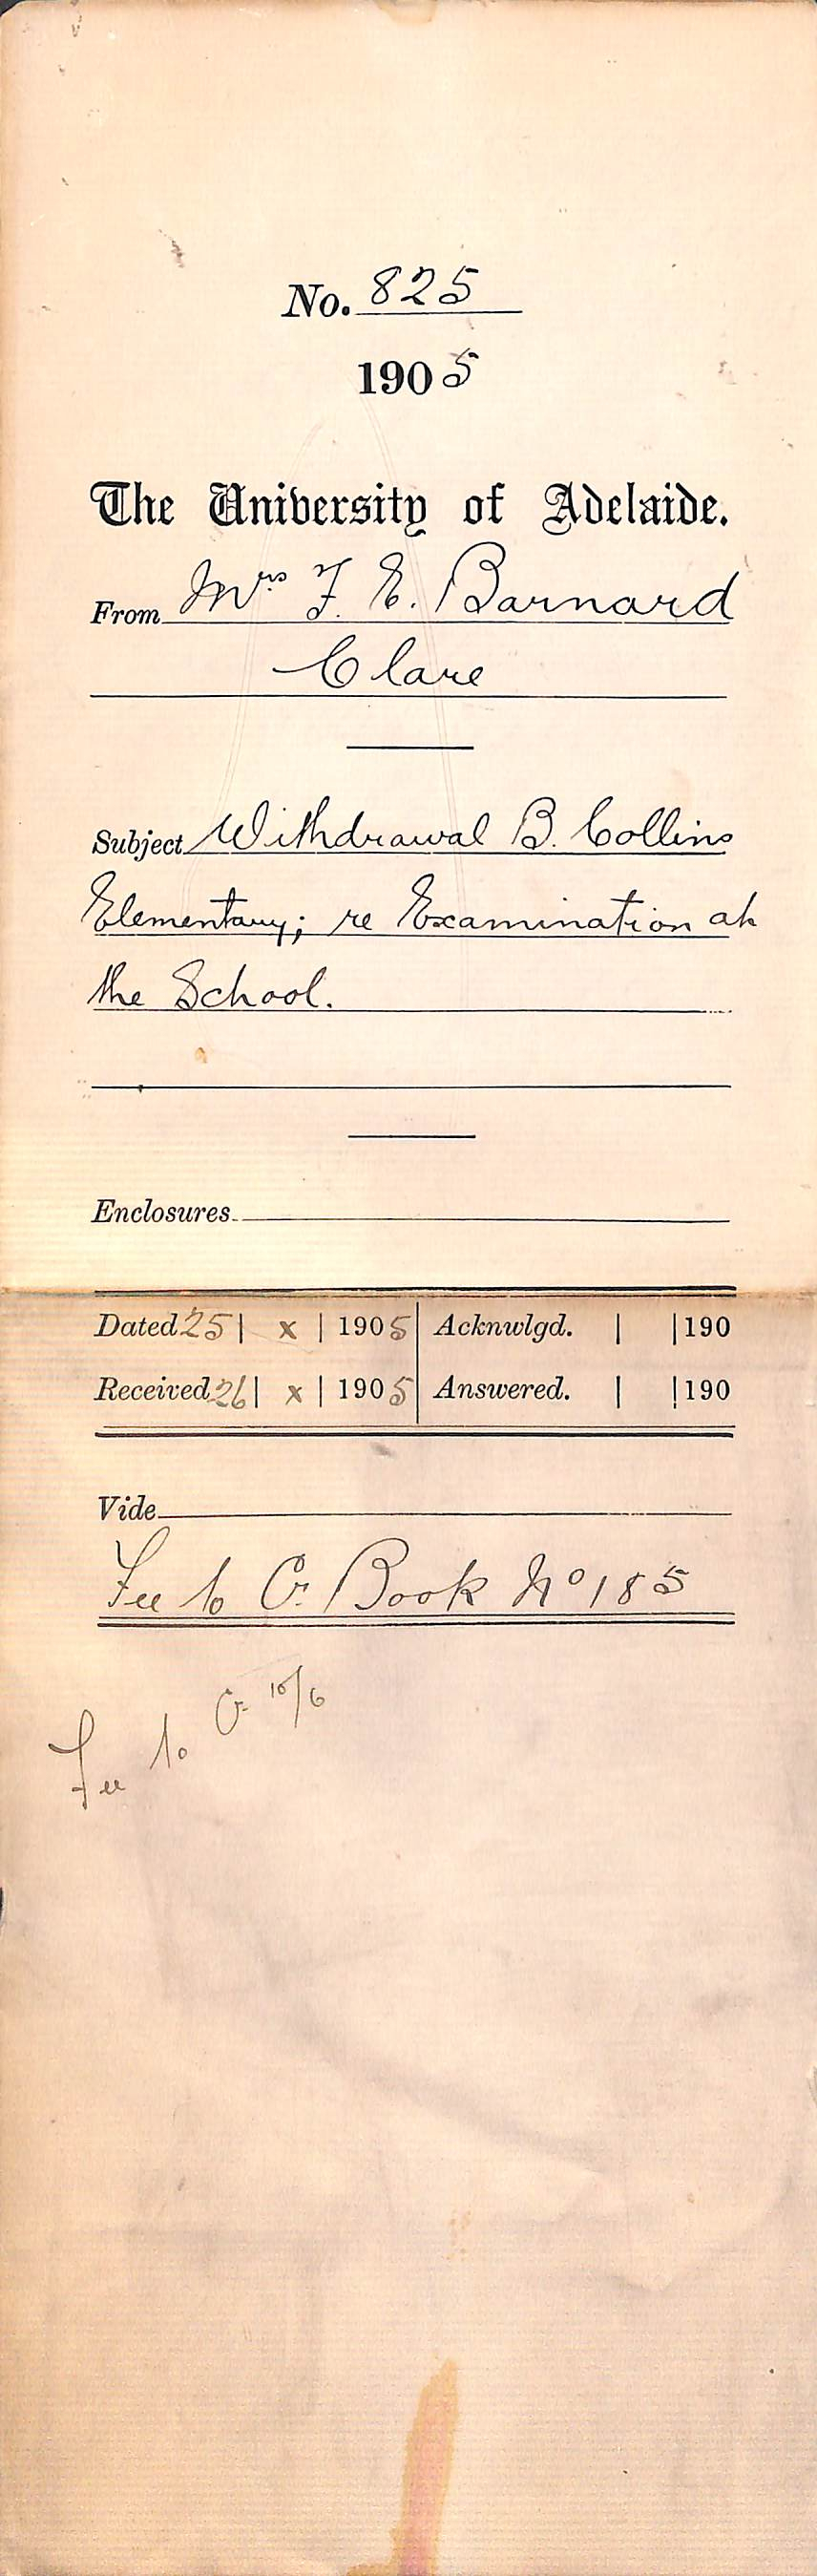 No. 825
1905
The University of Adelaide.
From Mrs F. E. Barnard
Clare
Subject Withdrawal B. Collins
Elementary; re Examination at
the School.
Enclosures
Dated 25 | x | 1905 Acknwlgd. | | 190
Received 26 | x | 1905 Answered. | | 190
Vide
Fee to Cr. Book No 185
Fee to Cr 10/6